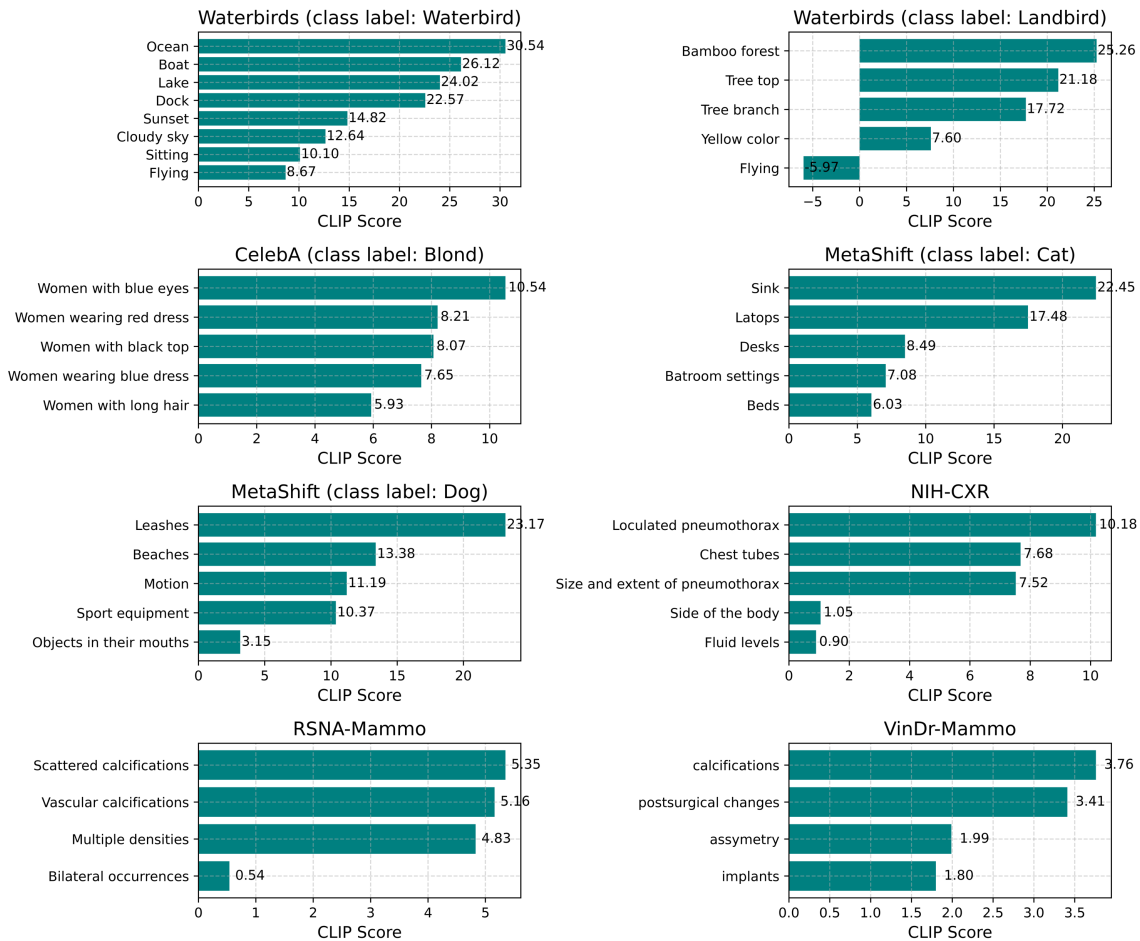 Waterbirds (class label: Waterbird)
Ocean 30.54
Boat 26.12
Lake 24.02
Dock 22.57
Sunset 14.82
Cloudy sky 12.64
Sitting 10.10
Flying 8.67
0 5 10 15 20 25 30
CLIP Score
Waterbirds (class label: Landbird)
Bamboo forest 25.26
Tree top 21.18
Tree branch 17.72
Yellow color 7.60
Flying -5.97
−5 0 5 10 15 20 25
CLIP Score
CelebA (class label: Blond)
Women with blue eyes 10.54
Women wearing red dress 8.21
Women with black top 8.07
Women wearing blue dress 7.65
Women with long hair 5.93
0 2 4 6 8 10
CLIP Score
MetaShift (class label: Cat)
Sink 22.45
Latops 17.48
Desks 8.49
Batroom settings 7.08
Beds 6.03
0 5 10 15 20
CLIP Score
MetaShift (class label: Dog)
Leashes 23.17
Beaches 13.38
Motion 11.19
Sport equipment 10.37
Objects in their mouths 3.15
0 5 10 15 20
CLIP Score
NIH-CXR
Loculated pneumothorax 10.18
Chest tubes 7.68
Size and extent of pneumothorax 7.52
Side of the body 1.05
Fluid levels 0.90
0 2 4 6 8 10
CLIP Score
RSNA-Mammo
Scattered calcifications 5.35
Vascular calcifications 5.16
Multiple densities 4.83
Bilateral occurrences 0.54
0 1 2 3 4 5
CLIP Score
VinDr-Mammo
calcifications 3.76
postsurgical changes 3.41
assymetry 1.99
implants 1.80
0.0 0.5 1.0 1.5 2.0 2.5 3.0 3.5
CLIP Score